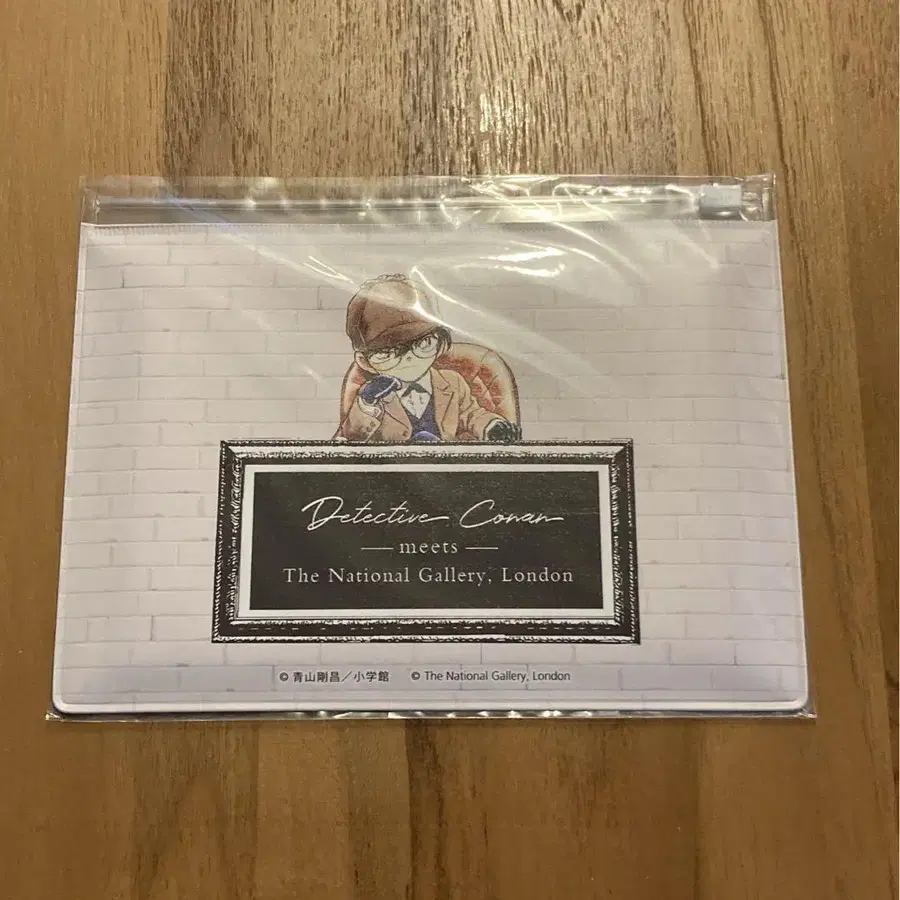 Detective Conan
meets
The National Gallery, London
© 青山剛昌／小学館 © The National Gallery, London